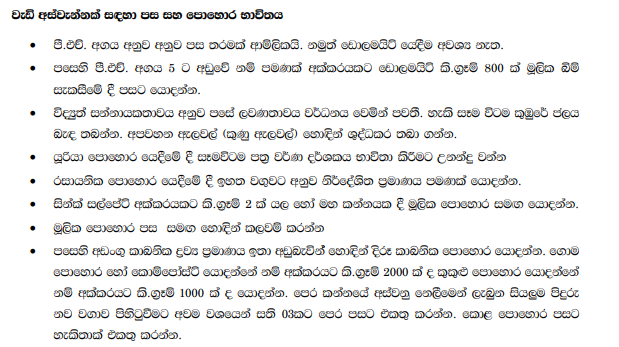 වැඩි අස්වැන්නක් සඳහා පස සහ පොහොර භාවිතය
• පී.එච්. අගය අනුව අනුව පස තරමක් ආම්ලිකයි. නමුත් ඩොලමයිට් යෙදීම අවශ්‍ය නැත.
• පසෙහි පී.එච්. අගය 5 ට අඩුවේ නම් පමණක් අක්කරයකට ඩොලමයිට් කි.ග්‍රෑම් 800 ක් මූලික බිම්
සැකසීමේ දී පසට යොදන්න.
• විද්‍යුත් සන්නායකතාවය අනුව පසේ ලවණතාවය වර්ධනය වෙමින් පවතී. හැකි සෑම විටම කුඹුරේ ජලය
බැඳ තබන්න. අපවහන ඇලවල් (කුණු ඇලවල්) හොඳින් ශුද්ධකර තබා ගන්න.
• යූරියා පොහොර යෙදීමේ දී සෑමවිටම පත්‍ර වර්ණ දර්ශකය භාවිතා කිරීමට උනන්දු වන්න
• රසායනික පොහොර යෙදීමේ දී ඉහත වගුවට අනුව නිර්දේශිත ප්‍රමාණය පමණක් යොදන්න.
• සින්ක් සල්පේට් අක්කරයකට කි.ග්‍රෑම් 2 ක් යල හෝ මහ කන්නයක දී මූලික පොහොර සමඟ යොදන්න.
• මූලික පොහොර පස සමඟ හොඳින් කලවම් කරන්න
• පසෙහි අඩංගු කාබනික ද්‍රව්‍ය ප්‍රමාණය ඉතා අඩුබැවින් හොඳින් දිරූ කාබනික පොහොර යොදන්න. ගොම
පොහොර හෝ කොම්පෝස්ට් යොදන්නේ නම් අක්කරයට කි.ග්‍රෑම් 2000 ක් ද කුකුළු පොහොර යොදන්නේ
නම් අක්කරයට කි.ග්‍රෑම් 1000 ක් ද යොදන්න. පෙර කන්නයේ අස්වනු නෙලීමෙන් ලැබුන සියලුම පිදුරු
නව වගාව පිහිටුවීමට අවම වශයෙන් සති 03කට පෙර පසට එකතු කරන්න. කොළ පොහොර පසට
හැකිතාක් එකතු කරන්න.